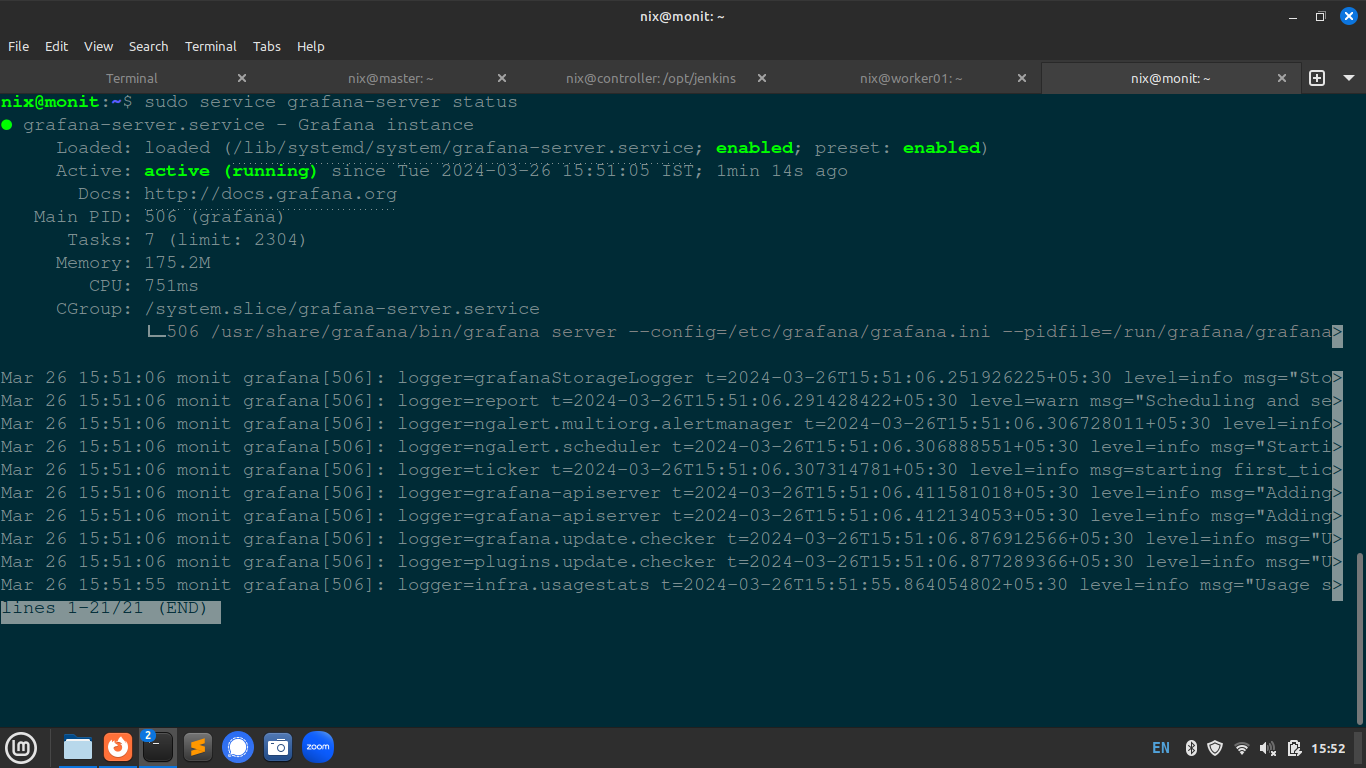 nix@monit: ~
File Edit View Search Terminal Tabs Help
Terminal nix@master: ~ nix@controller: /opt/jenkins nix@worker01: ~ nix@monit: ~
nix@monit:~$ sudo service grafana-server status
● grafana-server.service - Grafana instance
Loaded: loaded (/lib/systemd/system/grafana-server.service; enabled; preset: enabled)
Active: active (running) since Tue 2024-03-26 15:51:05 IST; 1min 14s ago
Docs: http://docs.grafana.org
Main PID: 506 (grafana)
Tasks: 7 (limit: 2304)
Memory: 175.2M
CPU: 751ms
CGroup: /system.slice/grafana-server.service
└─506 /usr/share/grafana/bin/grafana server --config=/etc/grafana/grafana.ini --pidfile=/run/grafana/grafana>
Mar 26 15:51:06 monit grafana[506]: logger=grafanaStorageLogger t=2024-03-26T15:51:06.251926225+05:30 level=info msg="Sto>
Mar 26 15:51:06 monit grafana[506]: logger=report t=2024-03-26T15:51:06.291428422+05:30 level=warn msg="Scheduling and se>
Mar 26 15:51:06 monit grafana[506]: logger=ngalert.multiorg.alertmanager t=2024-03-26T15:51:06.306728011+05:30 level=info>
Mar 26 15:51:06 monit grafana[506]: logger=ngalert.scheduler t=2024-03-26T15:51:06.306888551+05:30 level=info msg="Starti>
Mar 26 15:51:06 monit grafana[506]: logger=ticker t=2024-03-26T15:51:06.307314781+05:30 level=info msg=starting first_tic>
Mar 26 15:51:06 monit grafana[506]: logger=grafana-apiserver t=2024-03-26T15:51:06.411581018+05:30 level=info msg="Adding>
Mar 26 15:51:06 monit grafana[506]: logger=grafana-apiserver t=2024-03-26T15:51:06.412134053+05:30 level=info msg="Adding>
Mar 26 15:51:06 monit grafana[506]: logger=grafana.update.checker t=2024-03-26T15:51:06.876912566+05:30 level=info msg="U>
Mar 26 15:51:06 monit grafana[506]: logger=plugins.update.checker t=2024-03-26T15:51:06.877289366+05:30 level=info msg="U>
Mar 26 15:51:55 monit grafana[506]: logger=infra.usagestats t=2024-03-26T15:51:55.864054802+05:30 level=info msg="Usage s>
lines 1-21/21 (END)
2 zoom EN 15:52